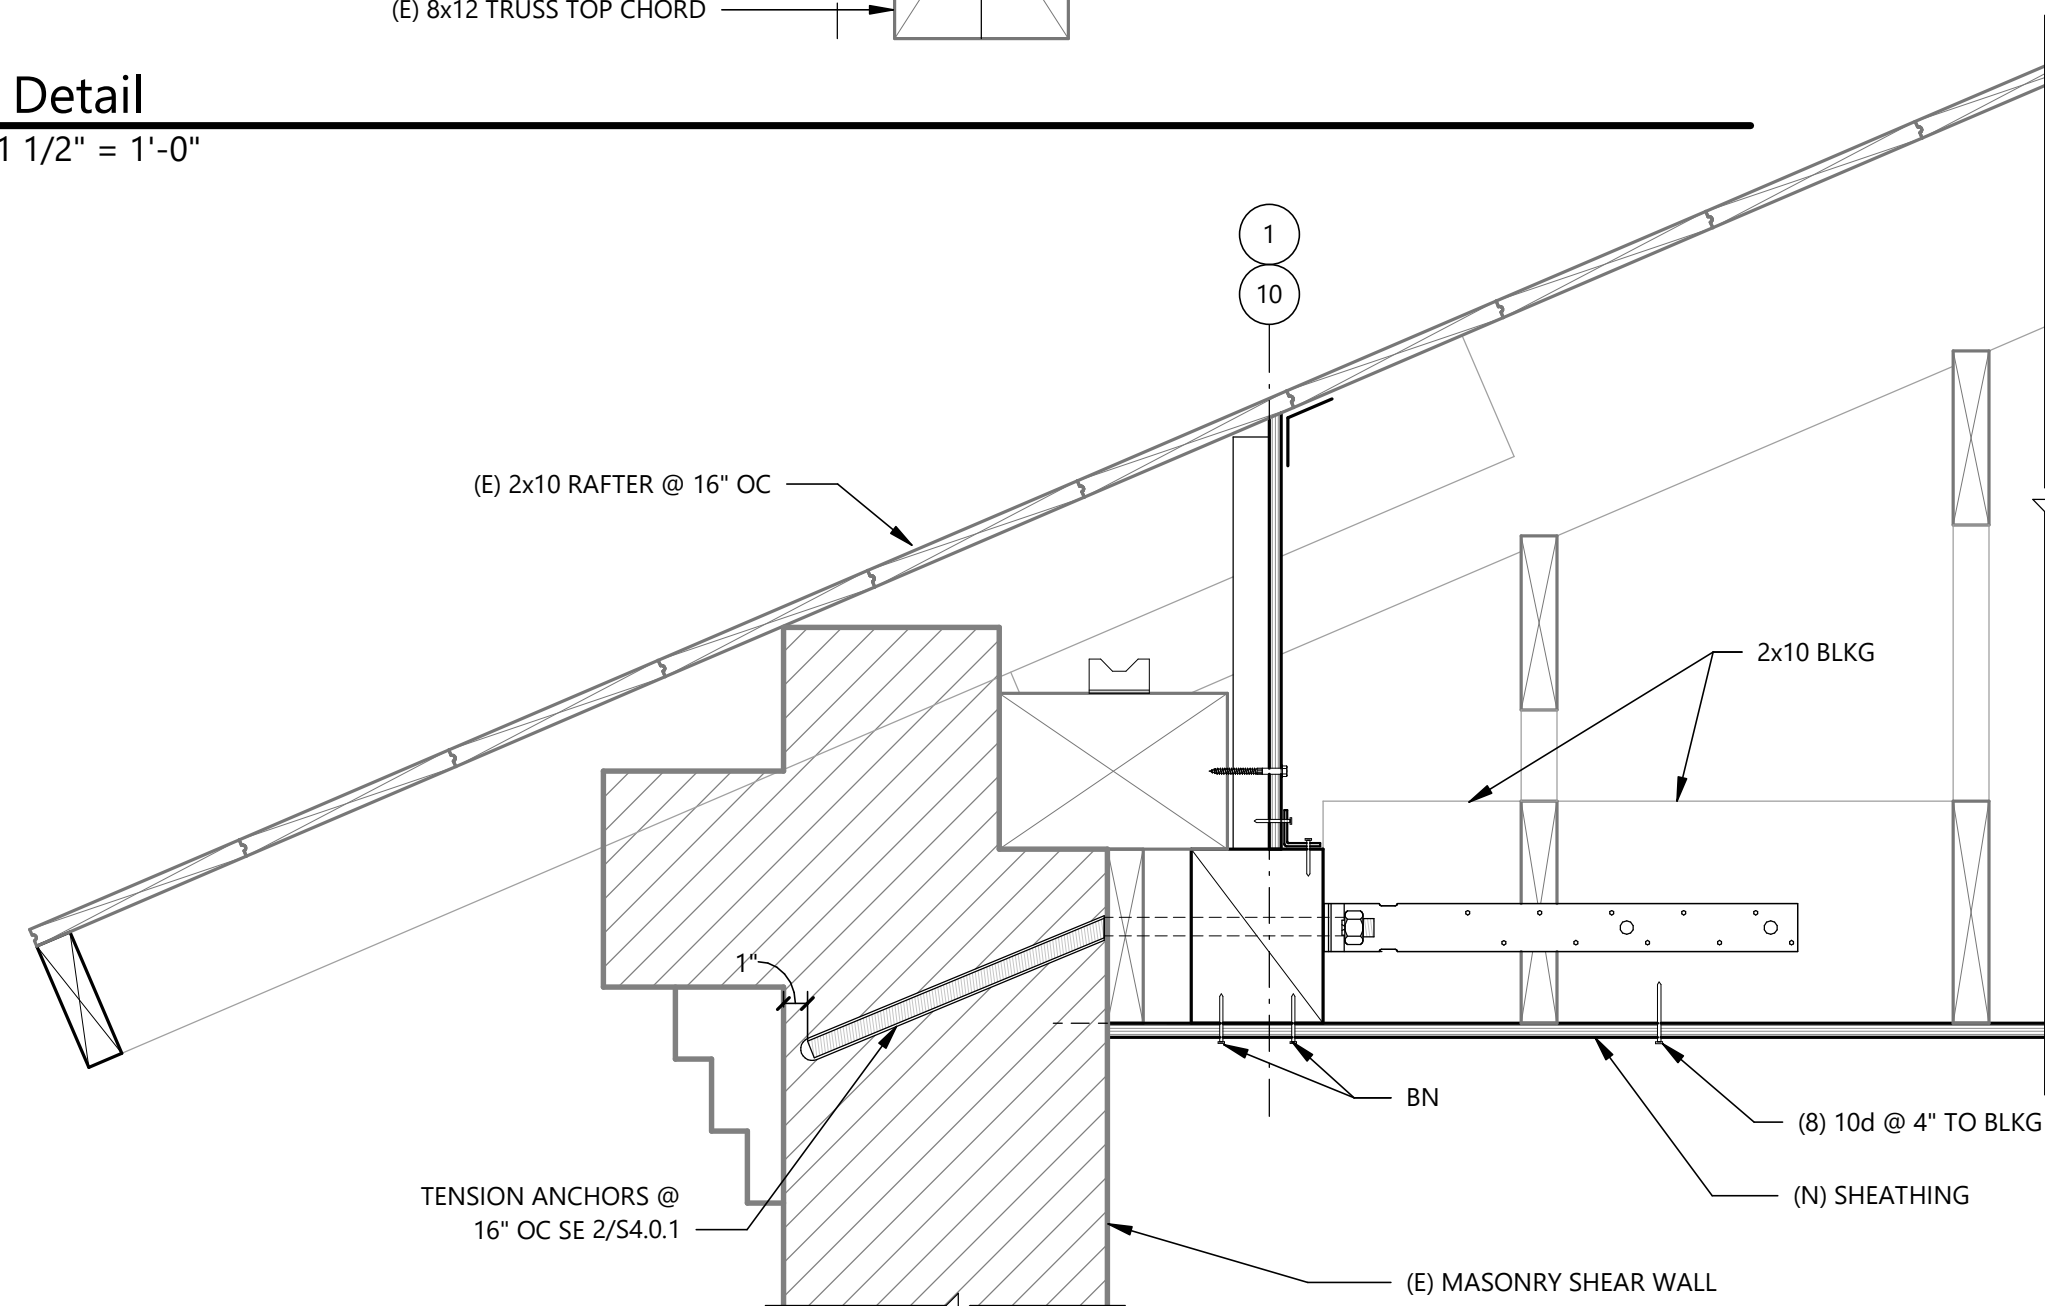 (E) 8x12 TRUSS TOP CHORD
Detail
1 1/2" = 1'-0"
1
10
(E) 2x10 RAFTER @ 16" OC
2x10 BLKG
1"
BN
(8) 10d @ 4" TO BLKG
TENSION ANCHORS @
16" OC SE 2/S4.0.1
(N) SHEATHING
(E) MASONRY SHEAR WALL